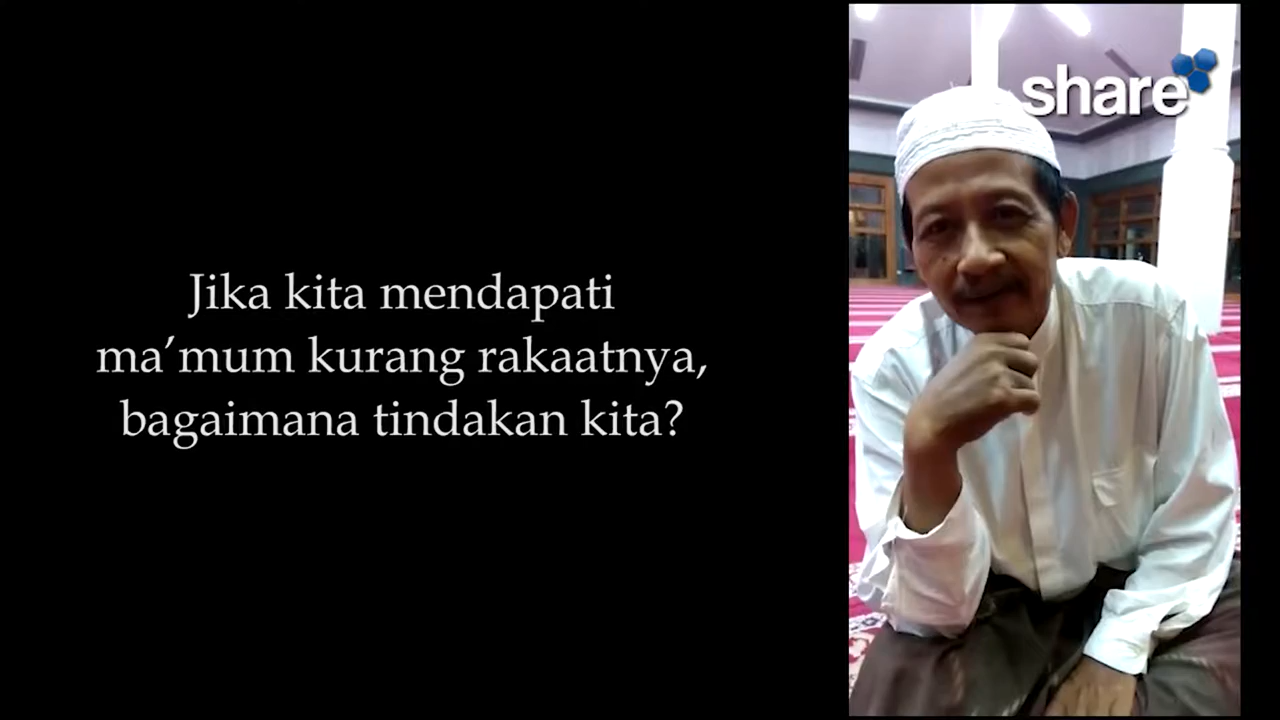 share
Jika kita mendapati
ma’mum kurang rakaatnya,
bagaimana tindakan kita?